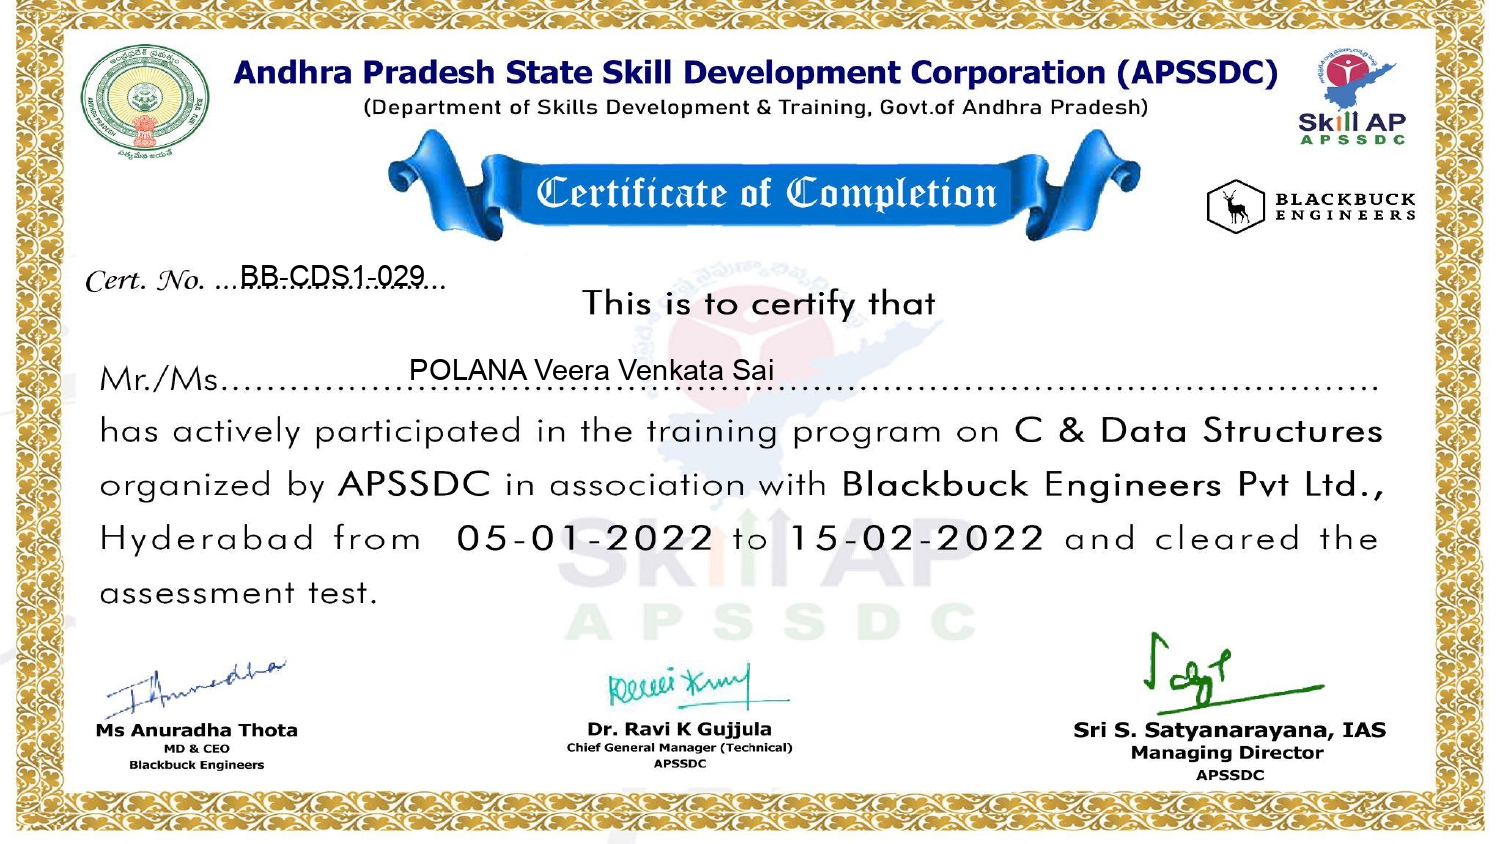 Andhra Pradesh State Skill Development Corporation (APSSDC)
(Department of Skills Development & Training, Govt.of Andhra Pradesh)
Skill AP
APSSDC
Certificate of Completion
BLACKBUCK
ENGINEERS
Cert. No. ...BB-CDS1-029...
This is to certify that
Mr./Ms. POLANA Veera Venkata Sai
has actively participated in the training program on C & Data Structures
organized by APSSDC in association with Blackbuck Engineers Pvt Ltd.,
Hyderabad from 05-01-2022 to 15-02-2022 and cleared the
assessment test.
Skill AP
APSSDC
Ms Anuradha Thota
MD & CEO
Blackbuck Engineers
Dr. Ravi K Gujjula
Chief General Manager (Technical)
APSSDC
Sri S. Satyanarayana, IAS
Managing Director
APSSDC